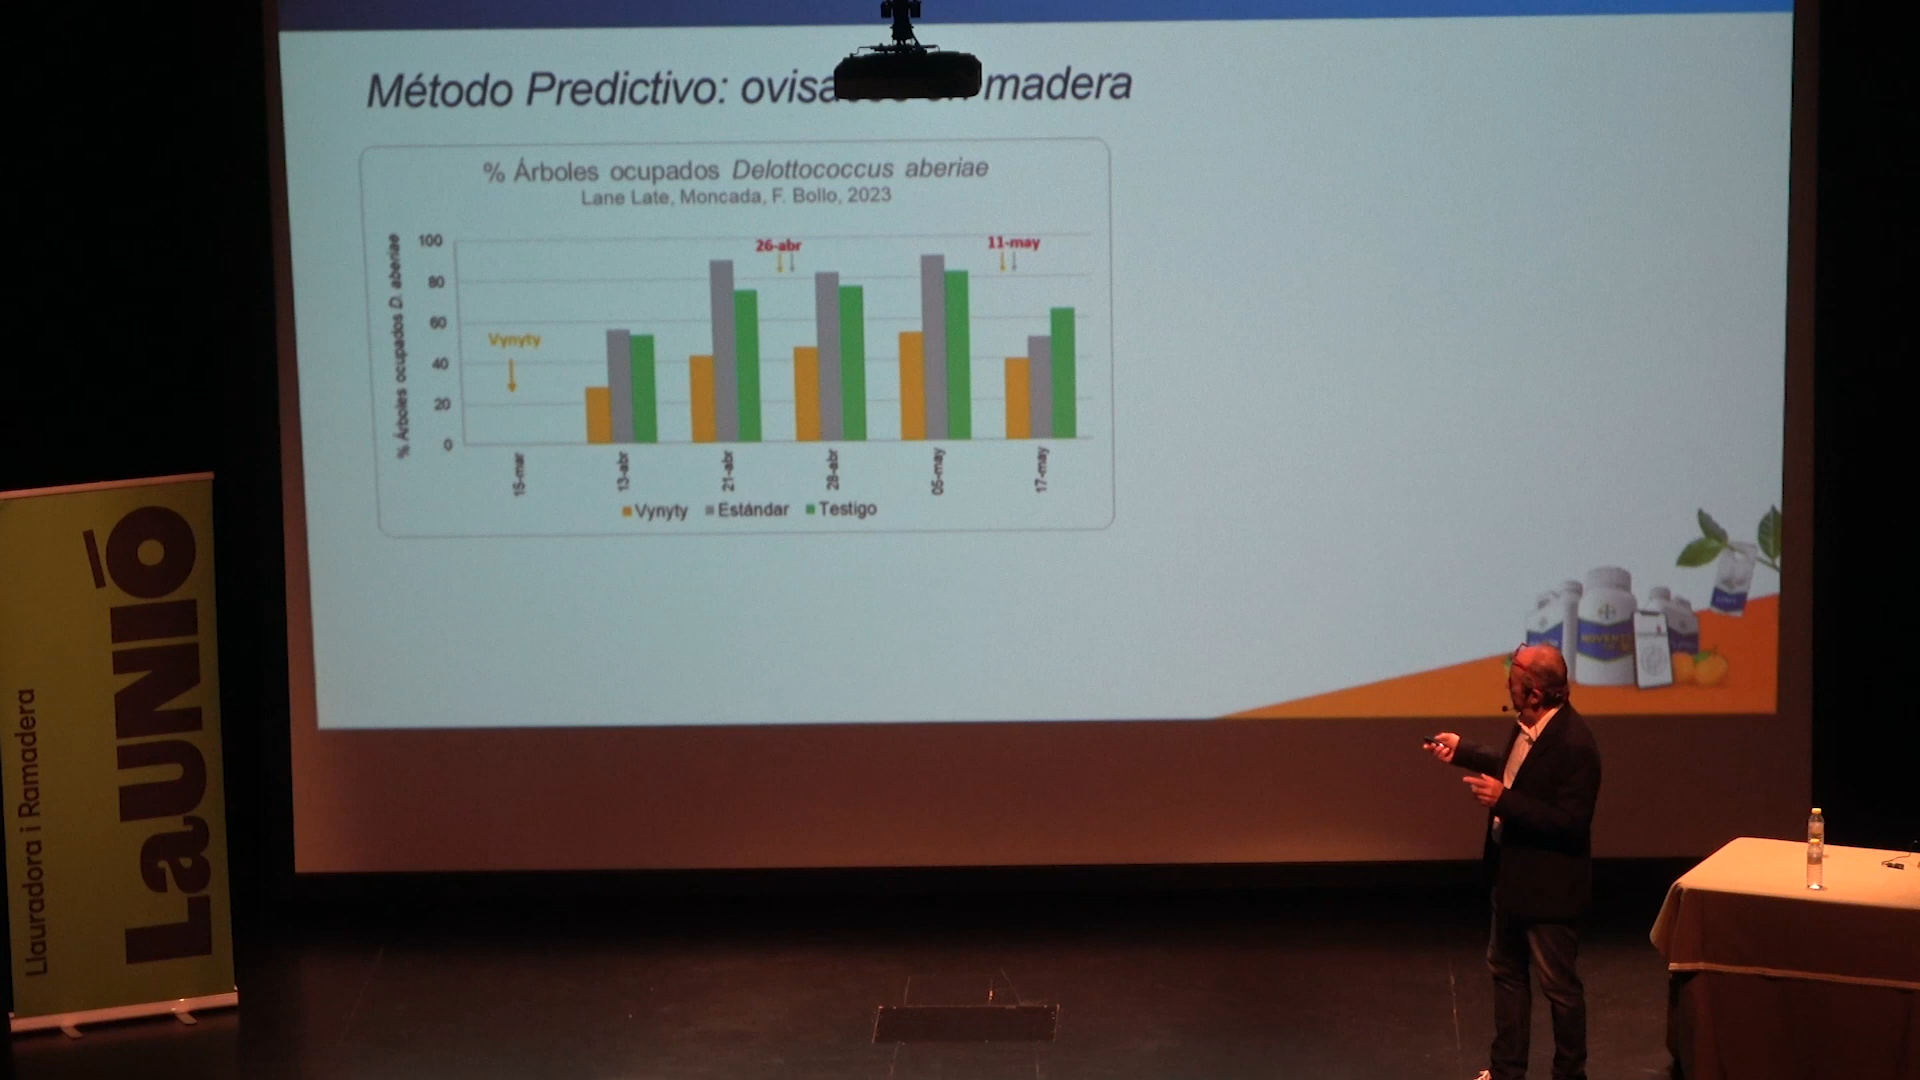 Método Predictivo: madera
% Árboles ocupados Delottococcus aberiae
Lane Late, Moncada, F. Bollo, 2023
% Árboles ocupados D. aberiae
100
80
60
40
20
0
Vynyty
26-abr
11-may
15-mar
13-abr
21-abr
28-abr
05-may
17-may
Vynyty Estándar Testigo
LaUNIÓ
Llauradora i Ramadera